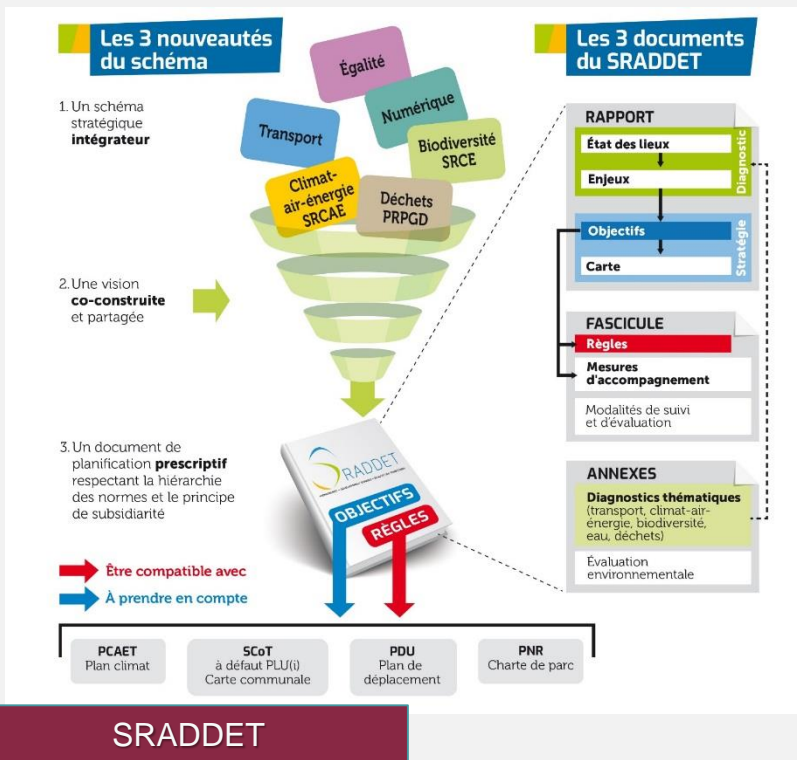 Les 3 nouveautés
du schéma
1. Un schéma
stratégique
intégrateur
2. Une vision
co-construite
et partagée
3. Un document de
planification prescriptif
respectant la hiérarchie
des normes et le principe
de subsidiarité
Égalité
Numérique
Transport
Biodiversité
SRCE
Climat-
air-énergie
SRCAE
Déchets
PRPGD
SRADDET
OBJECTIFS
RÈGLES
Être compatible avec
À prendre en compte
PCAET
Plan climat
SCoT
à défaut PLU(i)
Carte communale
PDU
Plan de
déplacement
PNR
Charte de parc
Les 3 documents
du SRADDET
RAPPORT
État des lieux
Enjeux
Diagnostic
Objectifs
Carte
Stratégie
FASCICULE
Règles
Mesures
d'accompagnement
Modalités de suivi
et d'évaluation
ANNEXES
Diagnostics thématiques
(transport, climat-air-
énergie, biodiversité,
eau, déchets)
Évaluation
environnementale
SRADDET